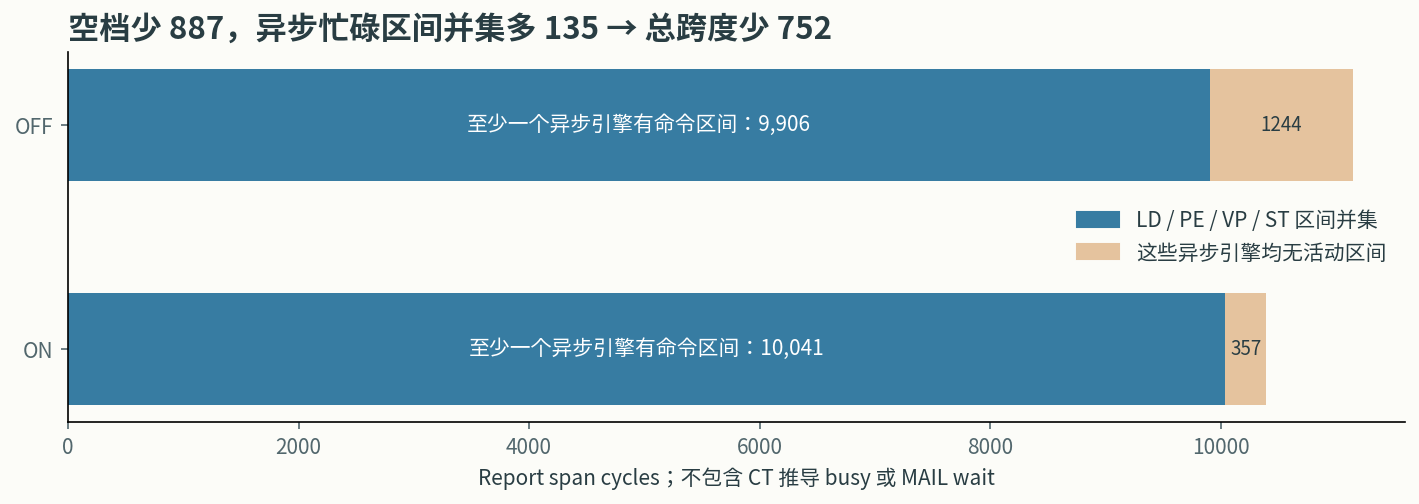 空档少 887，异步忙碌区间并集多 135 → 总跨度少 752
OFF
至少一个异步引擎有命令区间：9,906
1244
LD / PE / VP / ST 区间并集
这些异步引擎均无活动区间
ON
至少一个异步引擎有命令区间：10,041
357
0
2000
4000
6000
8000
10000
Report span cycles；不包含 CT 推导 busy 或 MAIL wait